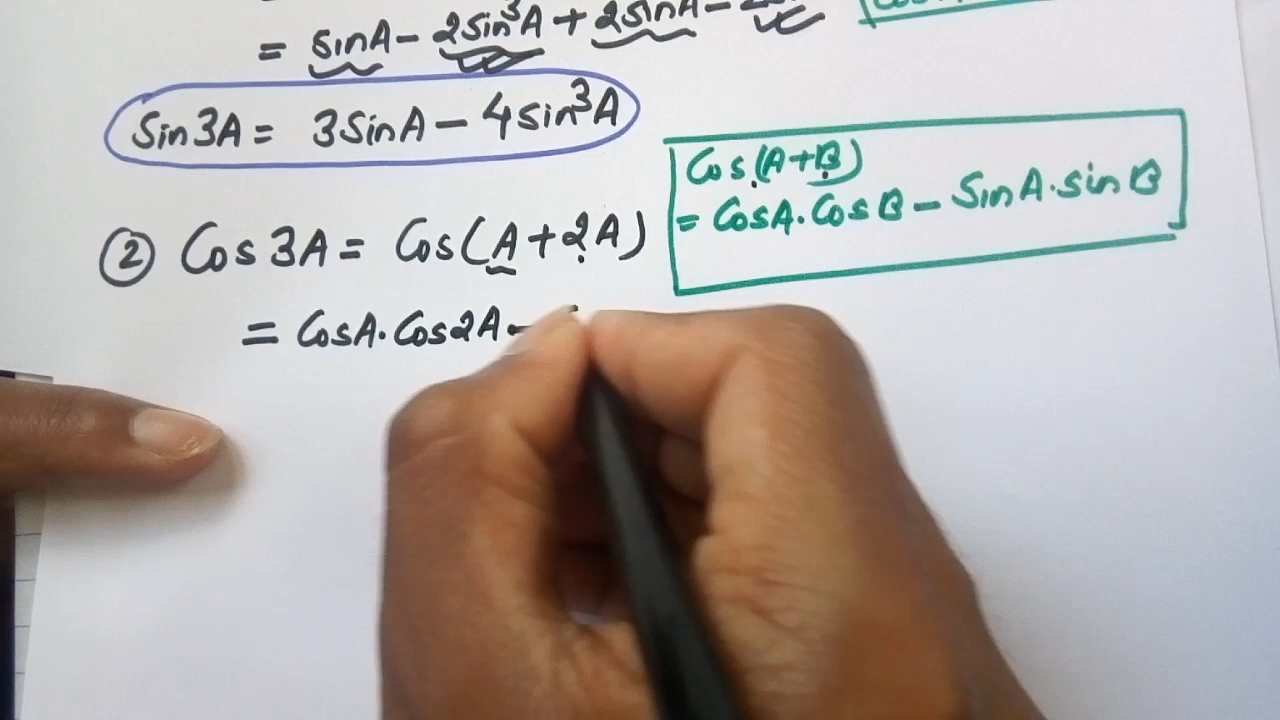 = sinA - 2sin³A + 2sinA -
Sin3A = 3SinA - 4sin³A
Cos(A+B)
= CosA.CosB - SinA.sinB
② Cos3A = Cos(A+2A)
= CosA.Cos2A -